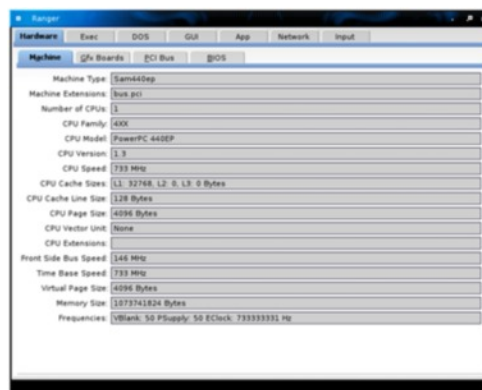 Ranger
Hardware Exec DOS GUI App Network Input
Machine Gfx Boards PCI Bus BIOS
Machine Type: Sam440ep
Machine Extensions: bus.pci
Number of CPUs: 1
CPU Family: 4XX
CPU Model: PowerPC 440EP
CPU Version: 1.3
CPU Speed: 733 MHz
CPU Cache Sizes: L1: 32768, L2: 0, L3: 0 Bytes
CPU Cache Line Size: 128 Bytes
CPU Page Size: 4096 Bytes
CPU Vector Unit: None
CPU Extensions:
Front Side Bus Speed: 146 MHz
Time Base Speed: 733 MHz
Virtual Page Size: 4096 Bytes
Memory Size: 1073741824 Bytes
Frequencies: VBlank: 50 PSupply: 50 EClock: 733333331 Hz